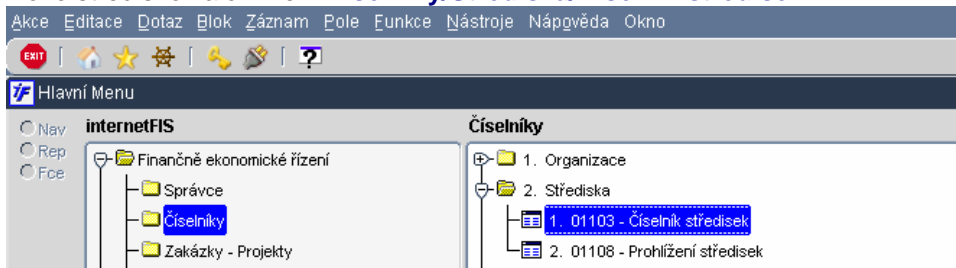 Akce Editace Dotaz Blok Záznam Pole Funkce Nástroje Nápověda Okno
EXIT
Hlavní Menu
Nav
Rep
Fce
internetFIS
Finančně ekonomické řízení
Správce
Číselníky
Zakázky - Projekty
Číselníky
1. Organizace
2. Střediska
1. 01103 - Číselník středisek
2. 01108 - Prohlížení středisek